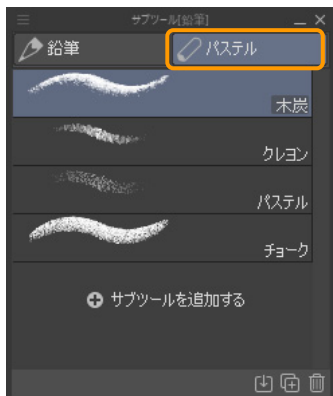 サブツール[鉛筆]
鉛筆
パステル
木炭
クレヨン
パステル
チョーク
サブツールを追加する